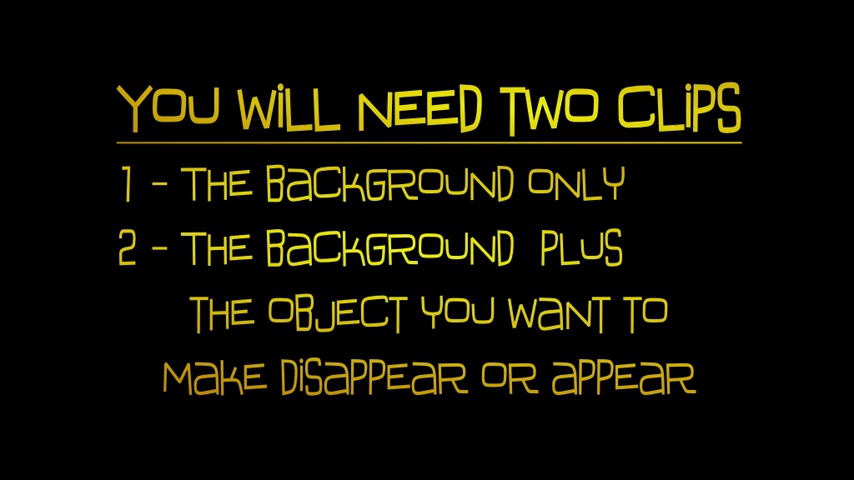 YOU WILL NEED TWO CLIPS
1 - THE BACKGROUND ONLY
2 - THE BACKGROUND PLUS
THE OBJECT YOU WANT TO
MAKE DISAPPEAR OR APPEAR